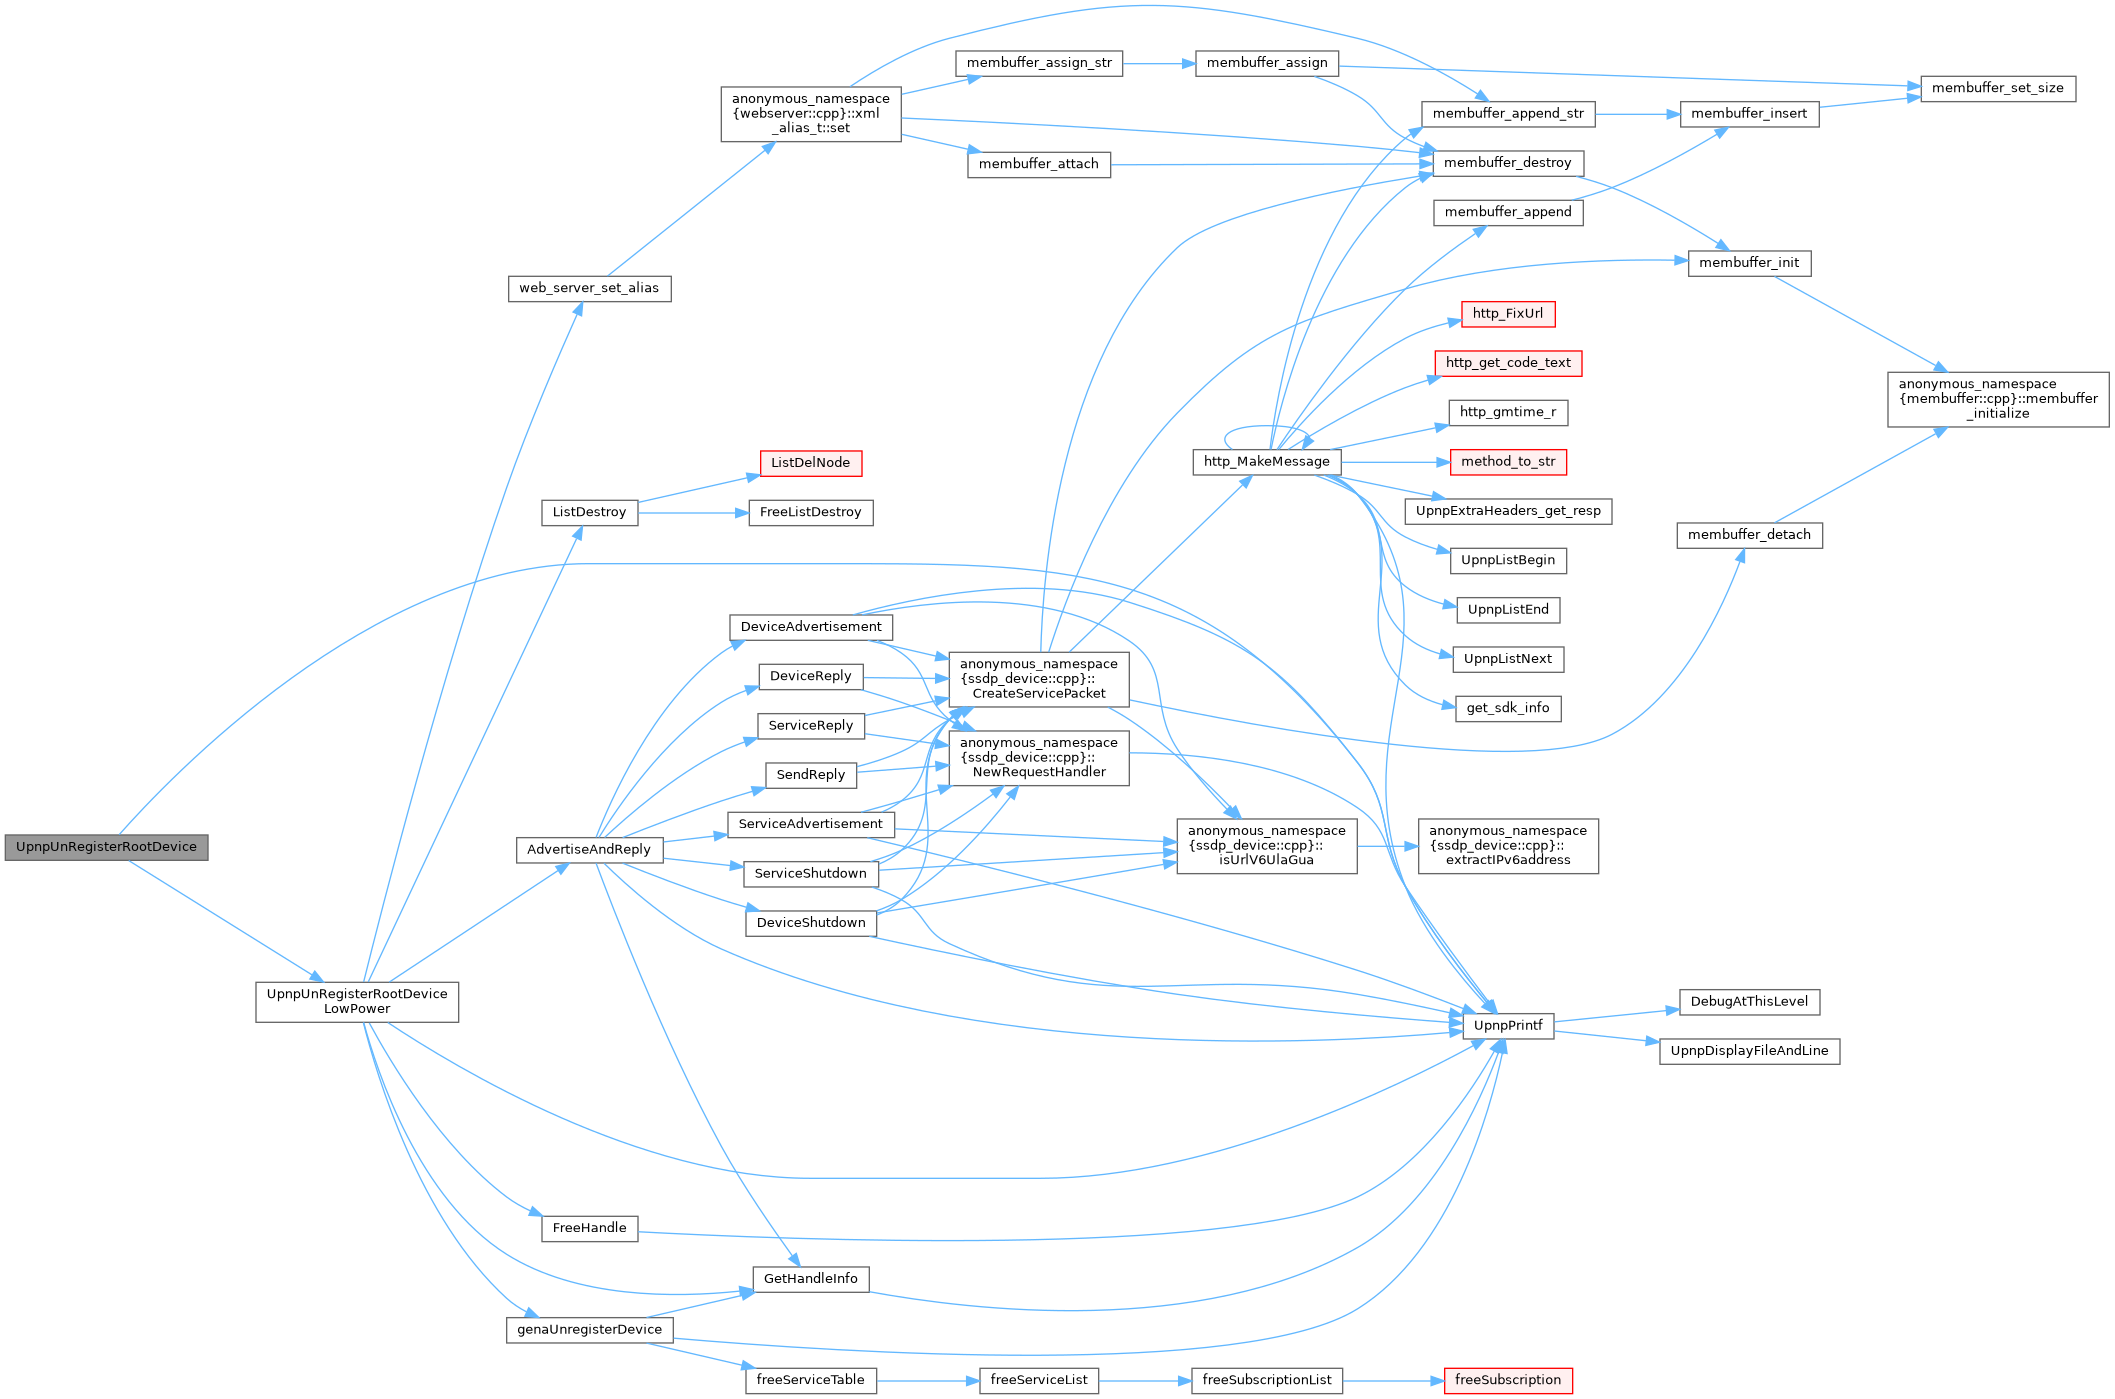 UpnpUnRegisterRootDevice
UpnpUnRegisterRootDevice
LowPower
web_server_set_alias
ListDestroy
AdvertiseAndReply
FreeHandle
genaUnregisterDevice
anonymous_namespace
{webserver::cpp}::xml
_alias_t::set
ListDelNode
FreeListDestroy
DeviceAdvertisement
DeviceReply
ServiceReply
SendReply
ServiceAdvertisement
ServiceShutdown
DeviceShutdown
GetHandleInfo
freeServiceTable
membuffer_assign_str
membuffer_attach
anonymous_namespace
{ssdp_device::cpp}::
CreateServicePacket
anonymous_namespace
{ssdp_device::cpp}::
NewRequestHandler
freeServiceList
membuffer_assign
http_MakeMessage
anonymous_namespace
{ssdp_device::cpp}::
isUrlV6UlaGua
freeSubscriptionList
membuffer_append_str
membuffer_destroy
membuffer_append
http_FixUrl
http_get_code_text
http_gmtime_r
method_to_str
UpnpExtraHeaders_get_resp
UpnpListBegin
UpnpListEnd
UpnpListNext
get_sdk_info
anonymous_namespace
{ssdp_device::cpp}::
extractIPv6address
UpnpPrintf
freeSubscription
membuffer_insert
membuffer_init
membuffer_detach
DebugAtThisLevel
UpnpDisplayFileAndLine
membuffer_set_size
anonymous_namespace
{membuffer::cpp}::membuffer
_initialize